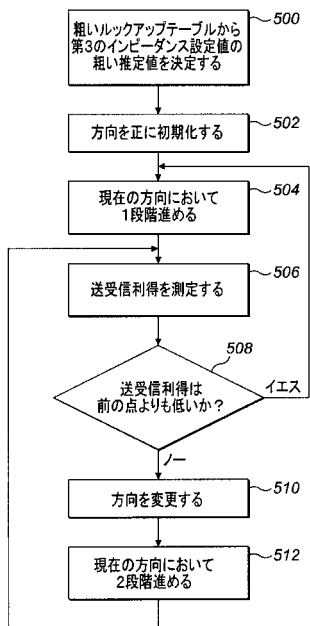 粗いルックアップテーブルから
第3のインピーダンス設定値の
粗い推定値を決定する
500
方向を正に初期化する
502
現在の方向において
1段階進める
504
送受信利得を測定する
506
508
送受信利得は
前の点よりも低いか?
イエス
ノー
方向を変更する
510
現在の方向において
2段階進める
512